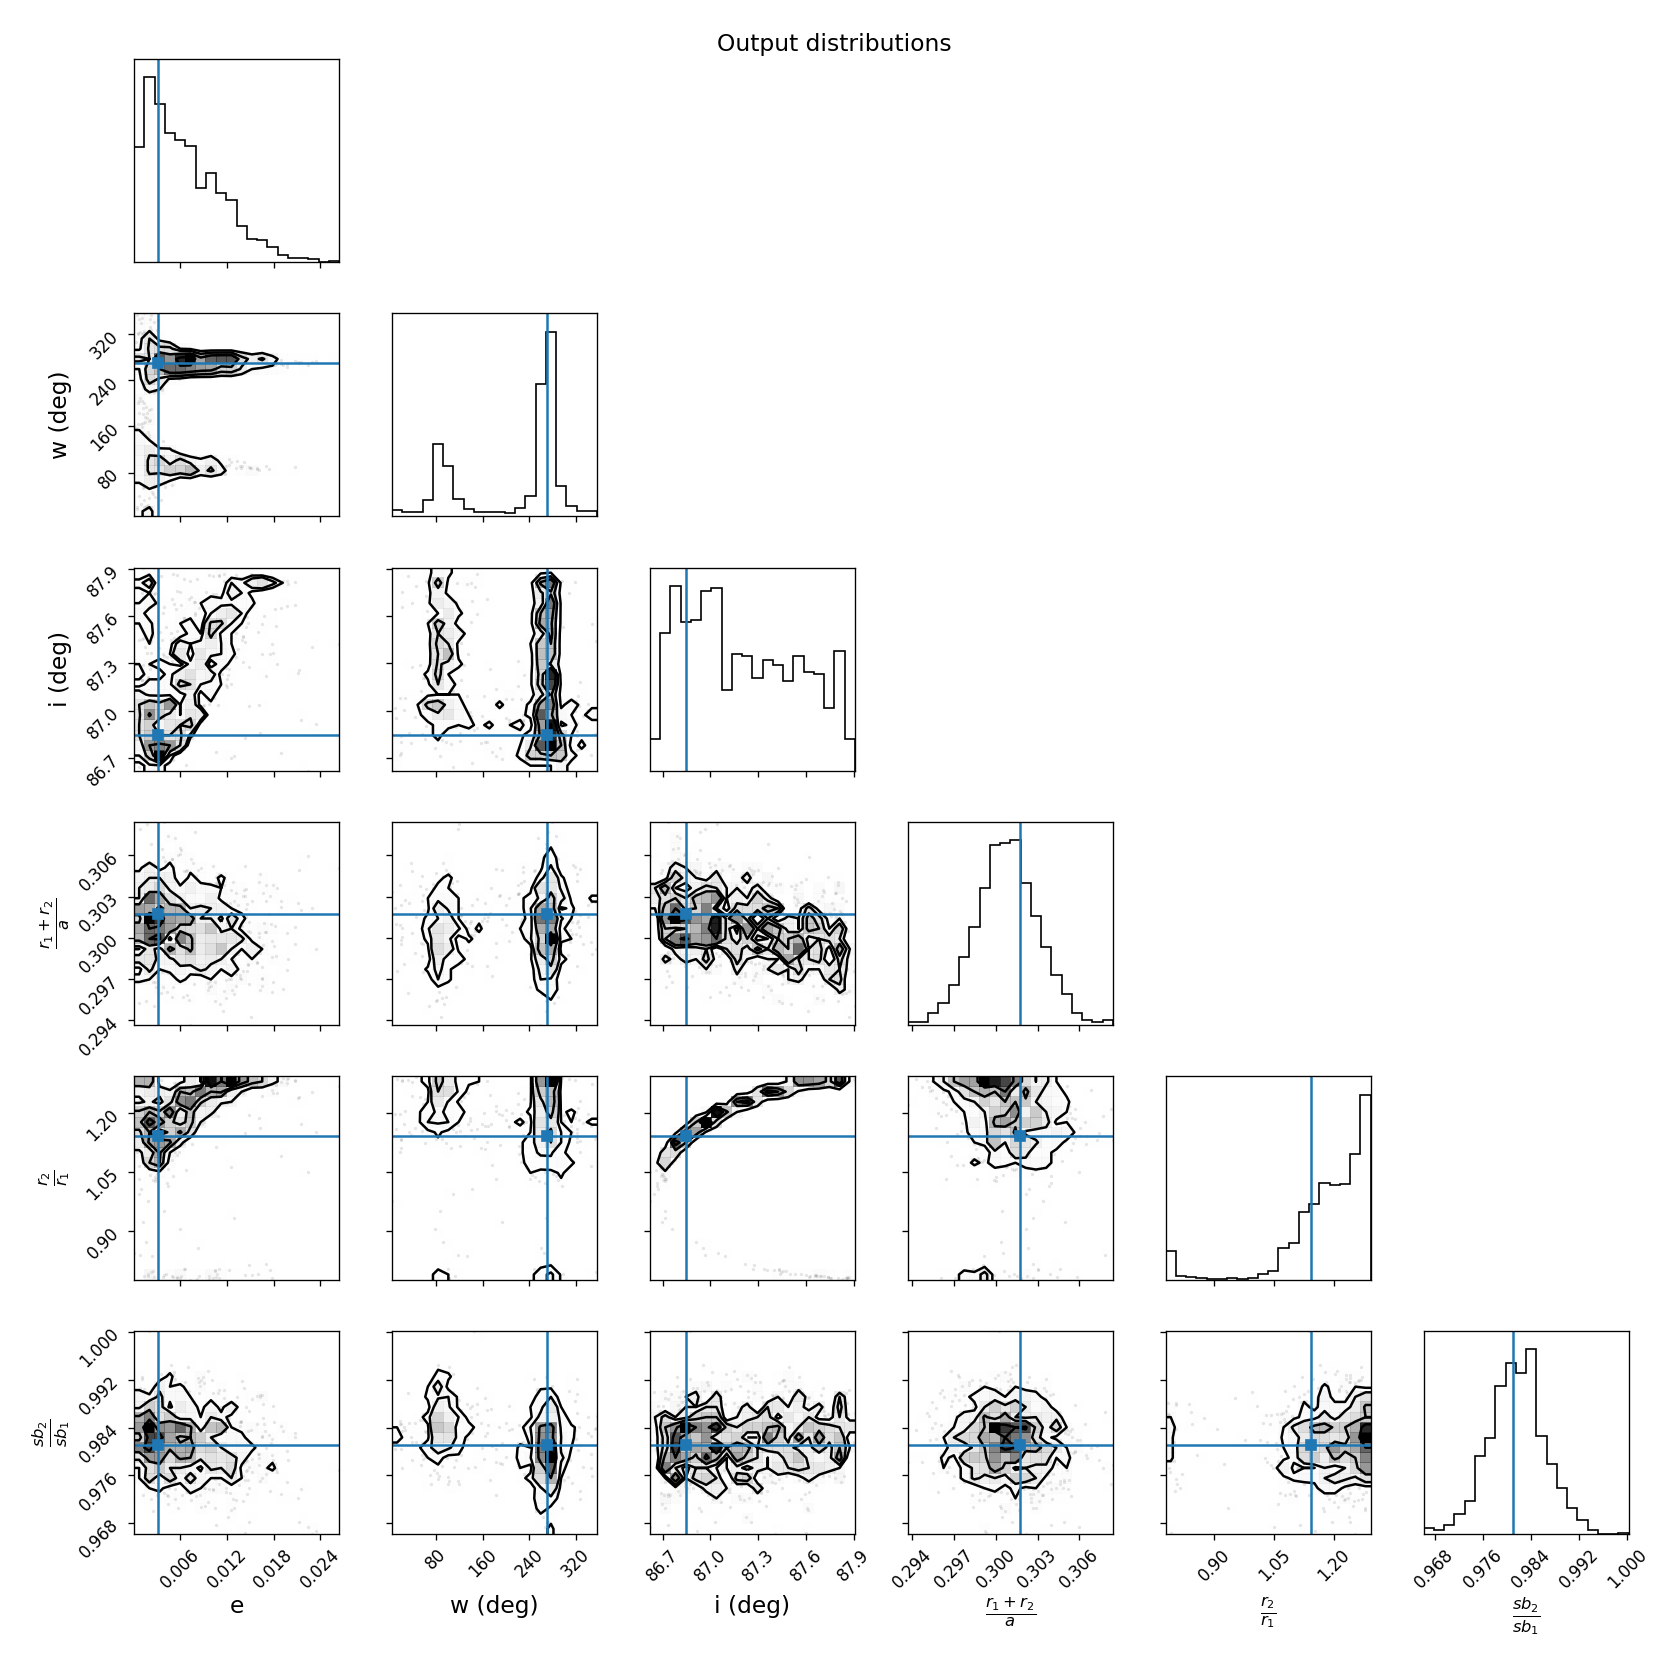 Output distributions
w (deg)
320
240
160
80
i (deg)
87.9
87.6
87.3
87.0
86.7
r₁ + r₂
a
0.306
0.303
0.300
0.297
0.294
r₂
r₁
1.20
1.05
0.90
sb₂
sb₁
1.000
0.992
0.984
0.976
0.968
0.006 0.012 0.018 0.024 80 160 240 320 86.7 87.0 87.3 87.6 87.9 0.294 0.297 0.300 0.303 0.306 0.90 1.05 1.20 0.968 0.976 0.984 0.992 1.000
e w (deg) i (deg) r₁ + r₂ r₂ sb₂
a r₁ sb₁